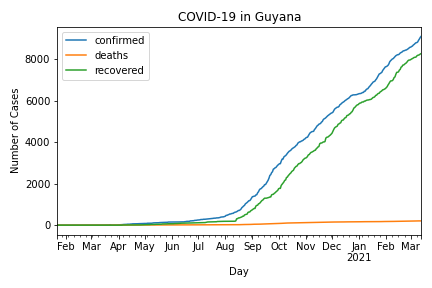 COVID-19 in Guyana
confirmed
deaths
recovered
Number of Cases
8000
6000
4000
2000
0
Feb Mar Apr May Jun Jul Aug Sep Oct Nov Dec Jan Feb Mar
2021
Day